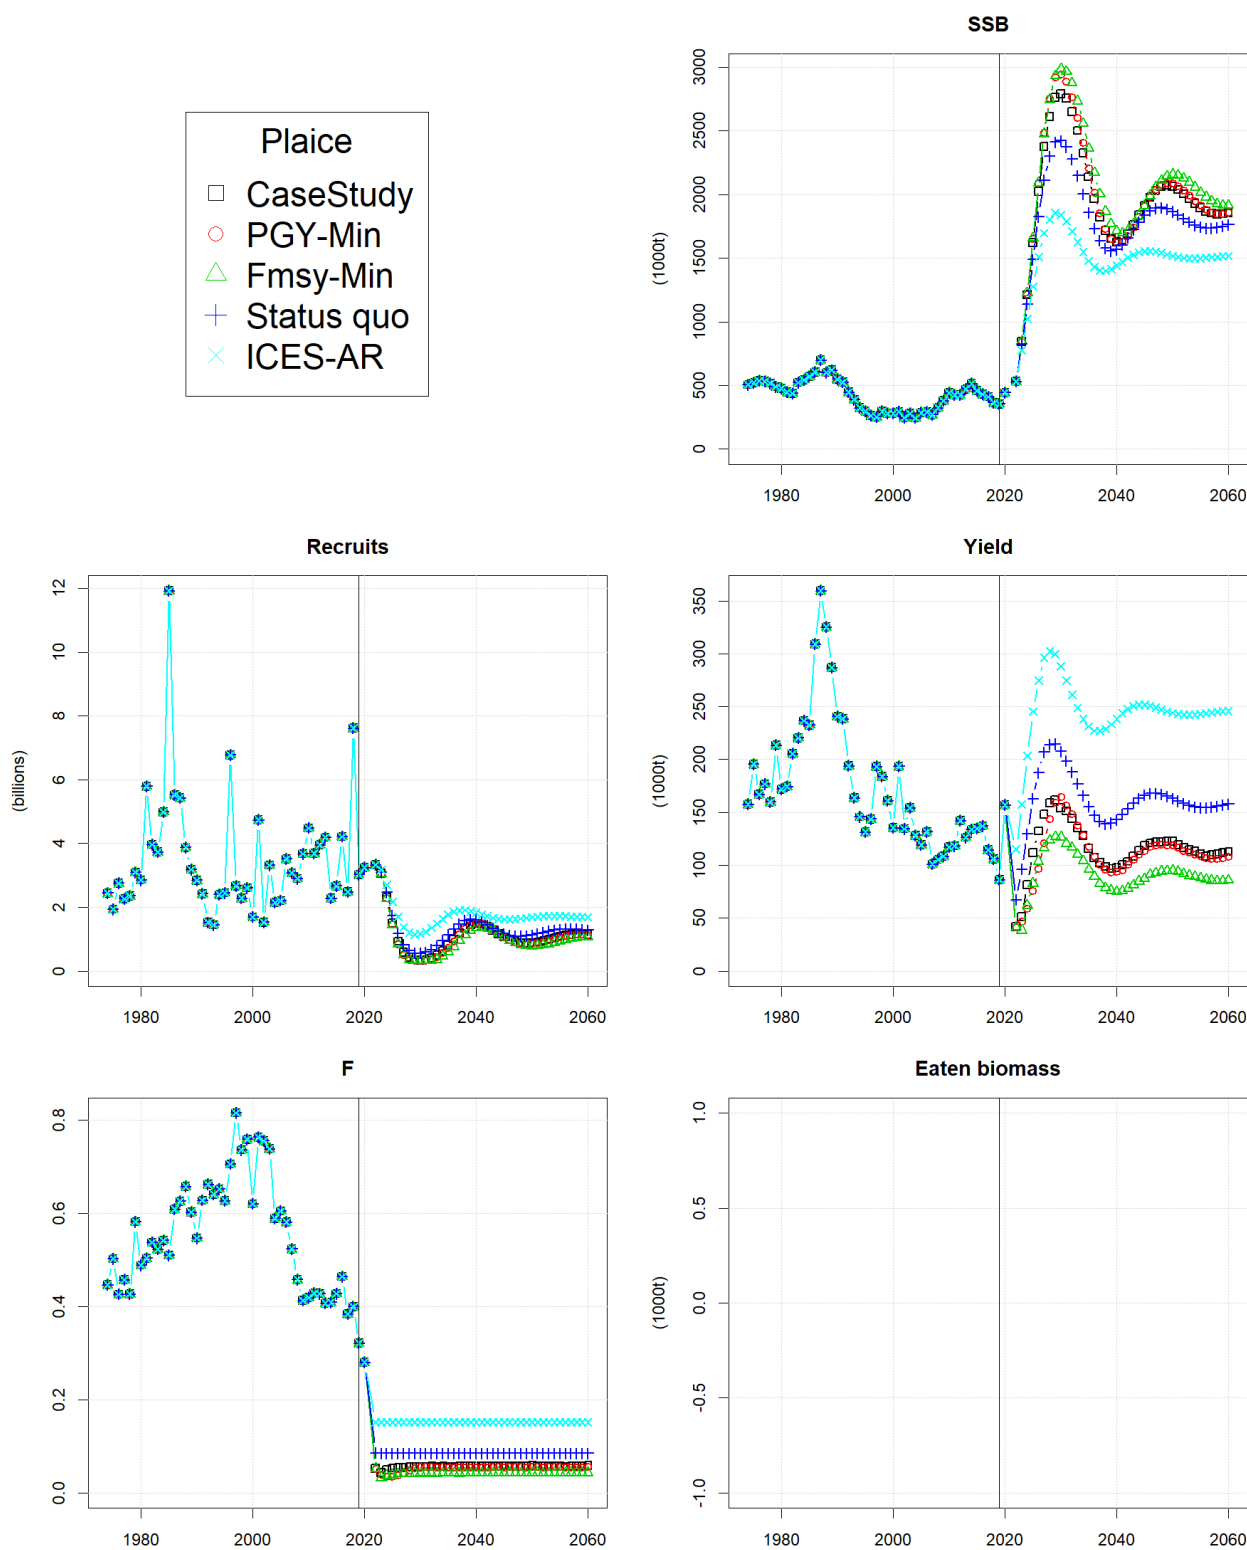 SSB
Plaice
CaseStudy
PGY-Min
Fmsy-Min
Status quo
ICES-AR
(1000t)
3000
2500
2000
1500
1000
500
0
1980 2000 2020 2040 2060
Recruits
(billions)
12
10
8
6
4
2
0
1980 2000 2020 2040 2060
Yield
(1000t)
350
300
250
200
150
100
50
0
1980 2000 2020 2040 2060
F
0.8
0.6
0.4
0.2
0.0
1980 2000 2020 2040 2060
Eaten biomass
(1000t)
1.0
0.5
0.0
-0.5
-1.0
1980 2000 2020 2040 2060